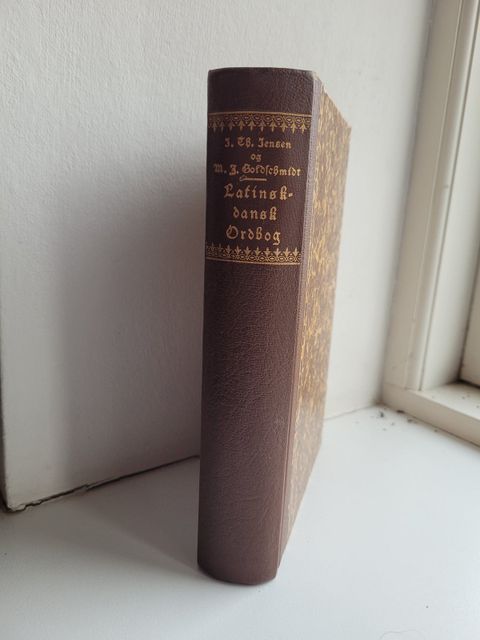 J. Th. Jensen
og
M. J. Goldschmidt
Latinsk-
dansk
Ordbog